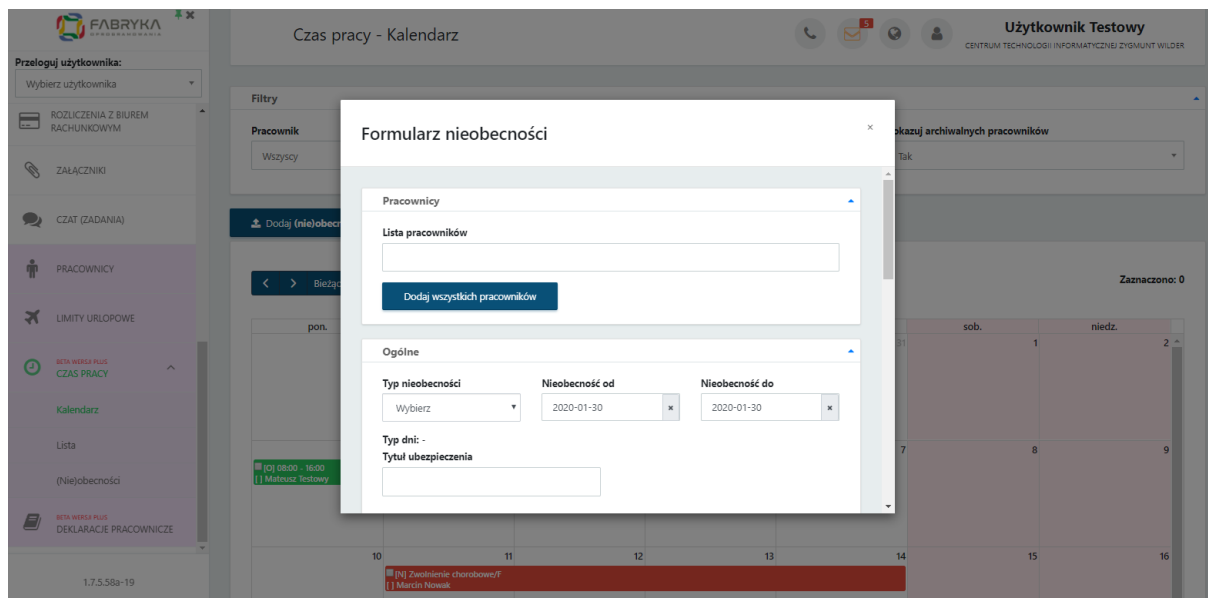 FABRYKA
OPROGRAMOWANIA
Przeloguj użytkownika:
Wybierz użytkownika
ROZLICZENIA Z BIUREM
RACHUNKOWYM
ZAŁĄCZNIKI
CZAT (ZADANIA)
PRACOWNICY
LIMITY URLOPOWE
BETA WERSJA PLUS
CZAS PRACY
Kalendarz
Lista
(Nie)obecności
BETA WERSJA PLUS
DEKLARACJE PRACOWNICZE
1.7.5.58a-19
Czas pracy - Kalendarz
5
Użytkownik Testowy
CENTRUM TECHNOLOGII INFORMATYCZNEJ ZYGMUNT WILDER
Filtry
Pracownik
okazuj archiwalnych pracowników
Wszyscy
Tak
Dodaj (nie)obecn
Bieżąc
Zaznaczono: 0
Formularz nieobecności
×
Pracownicy
Lista pracowników
Dodaj wszystkich pracowników
Ogólne
Typ nieobecności
Nieobecność od
Nieobecność do
Wybierz
2020-01-30
×
2020-01-30
×
Typ dni: -
Tytuł ubezpieczenia
pon.
sob.
niedz.
31
1
2
7
8
9
[O] 08:00 - 16:00
[ ] Mateusz Testowy
10
11
12
13
14
15
16
[N] Zwolnienie chorobowe/F
[ ] Marcin Nowak